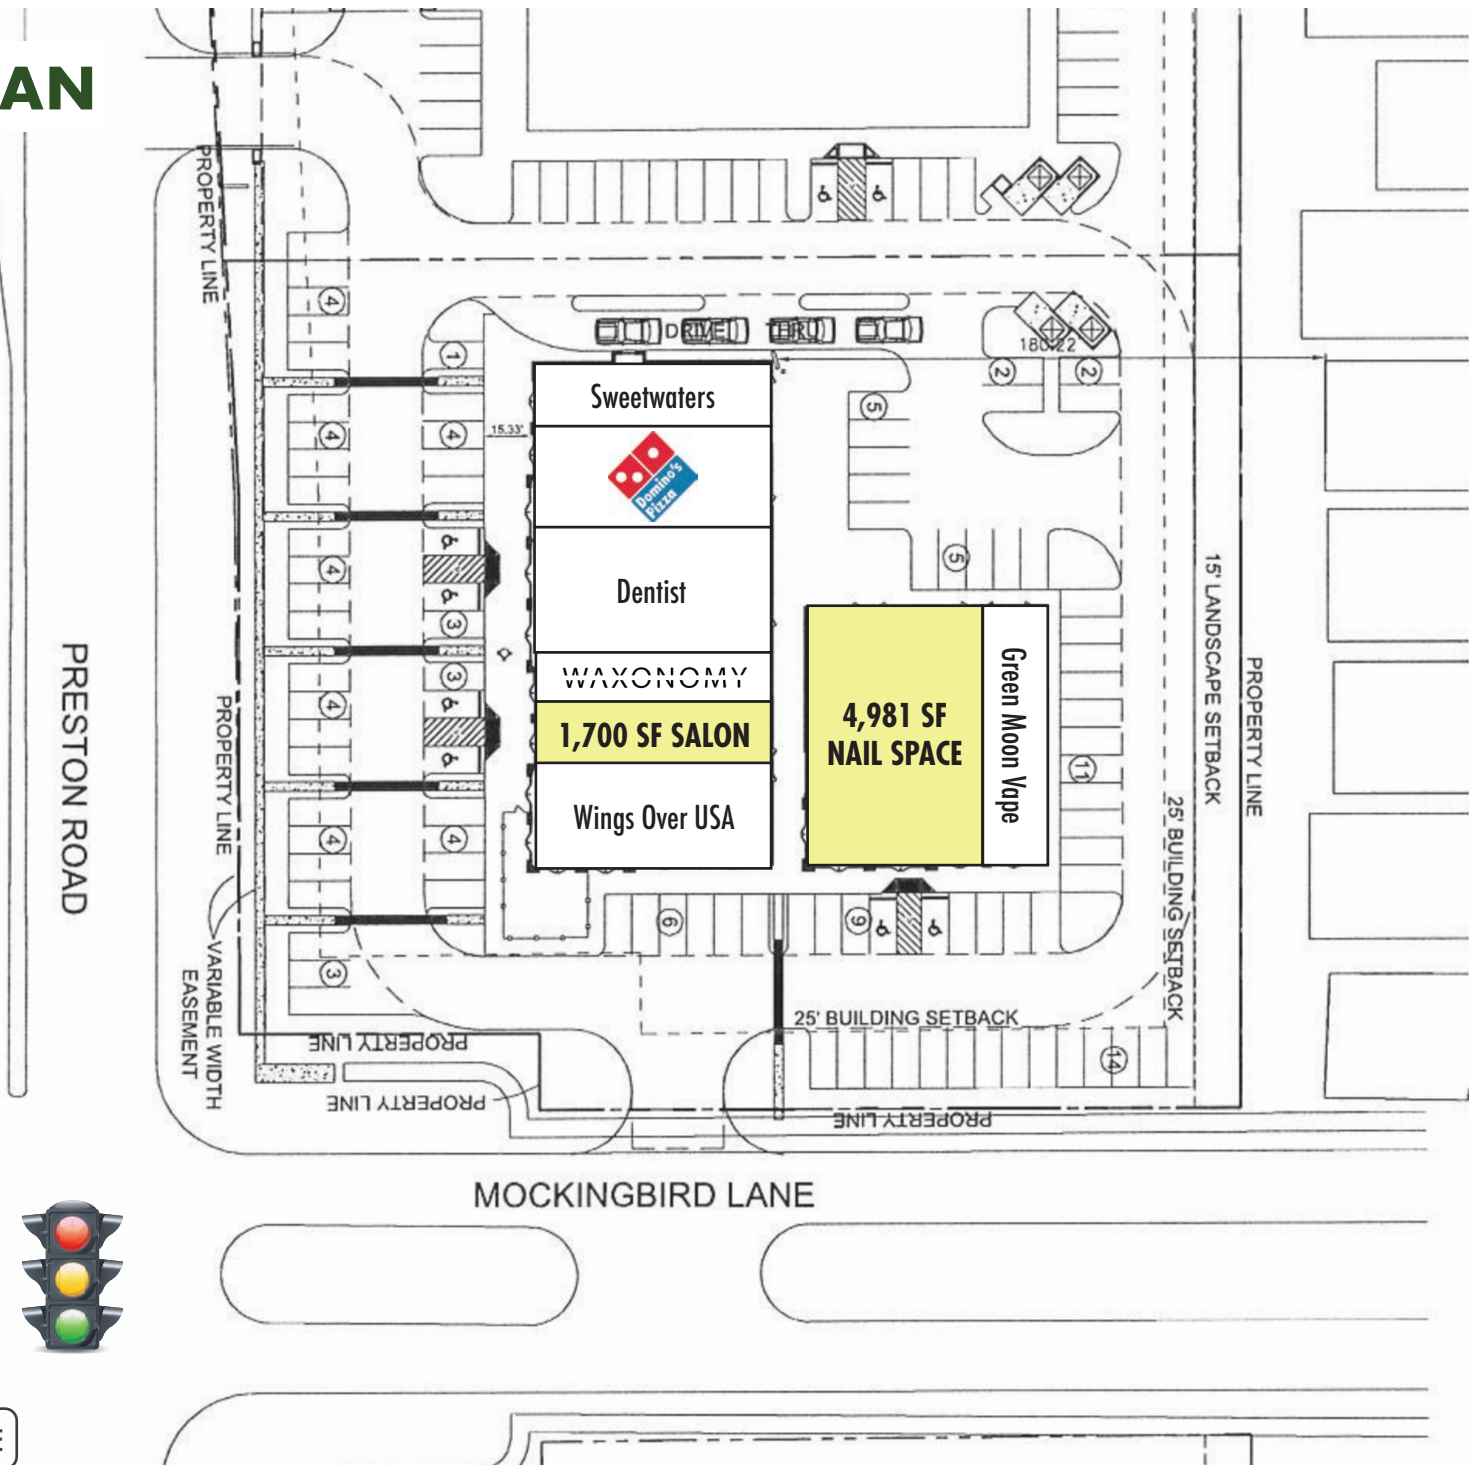 AN
PROPERTY LINE
4
1
DRIVE THRU
180.22
2
2
Sweetwaters
5
4
4
15.33'
Domino's
Pizza
5
4
Dentist
3
15' LANDSCAPE SETBACK
PROPERTY LINE
PRESTON ROAD
PROPERTY LINE
4
3
WAXONOMY
1,700 SF SALON
4,981 SF
NAIL SPACE
Green Moon Vape
11
25' BUILDING SETBACK
4
4
Wings Over USA
6
9
VARIABLE WIDTH
EASEMENT
3
25' BUILDING SETBACK
PROPERTY LINE
14
PROPERTY LINE
PROPERTY LINE
MOCKINGBIRD LANE